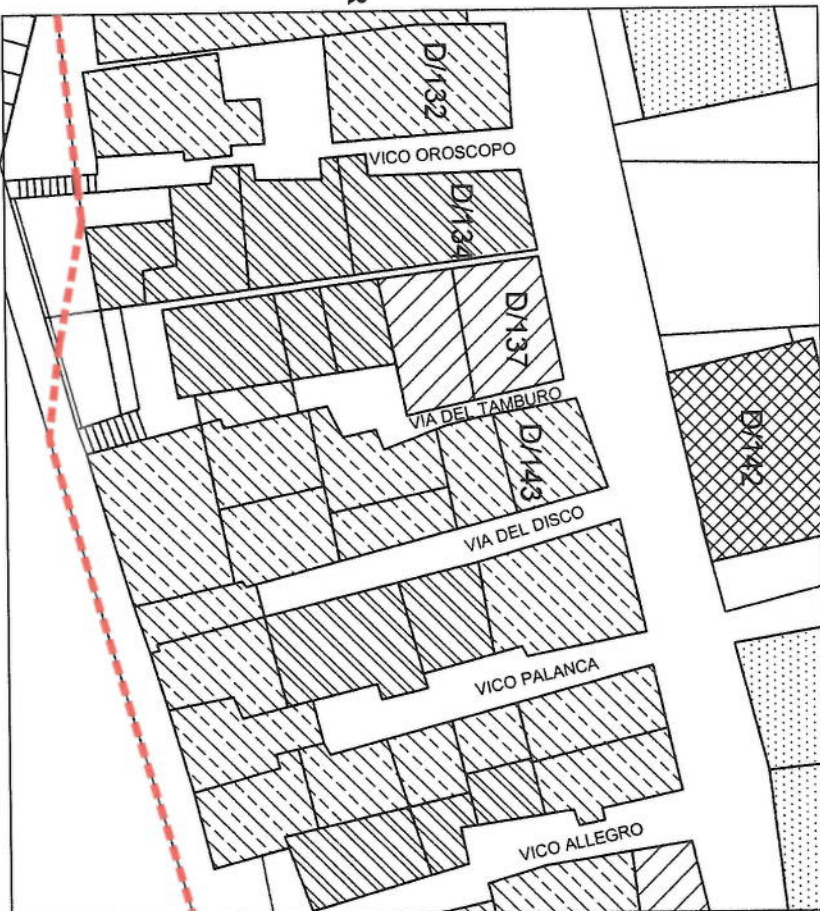 D/132
VICO OROSCOPO
D/134
D/137
VIA DEL TAMBURO
D/142
D/143
VIA DEL DISCO
VICO PALANCA
VICO ALLEGRO